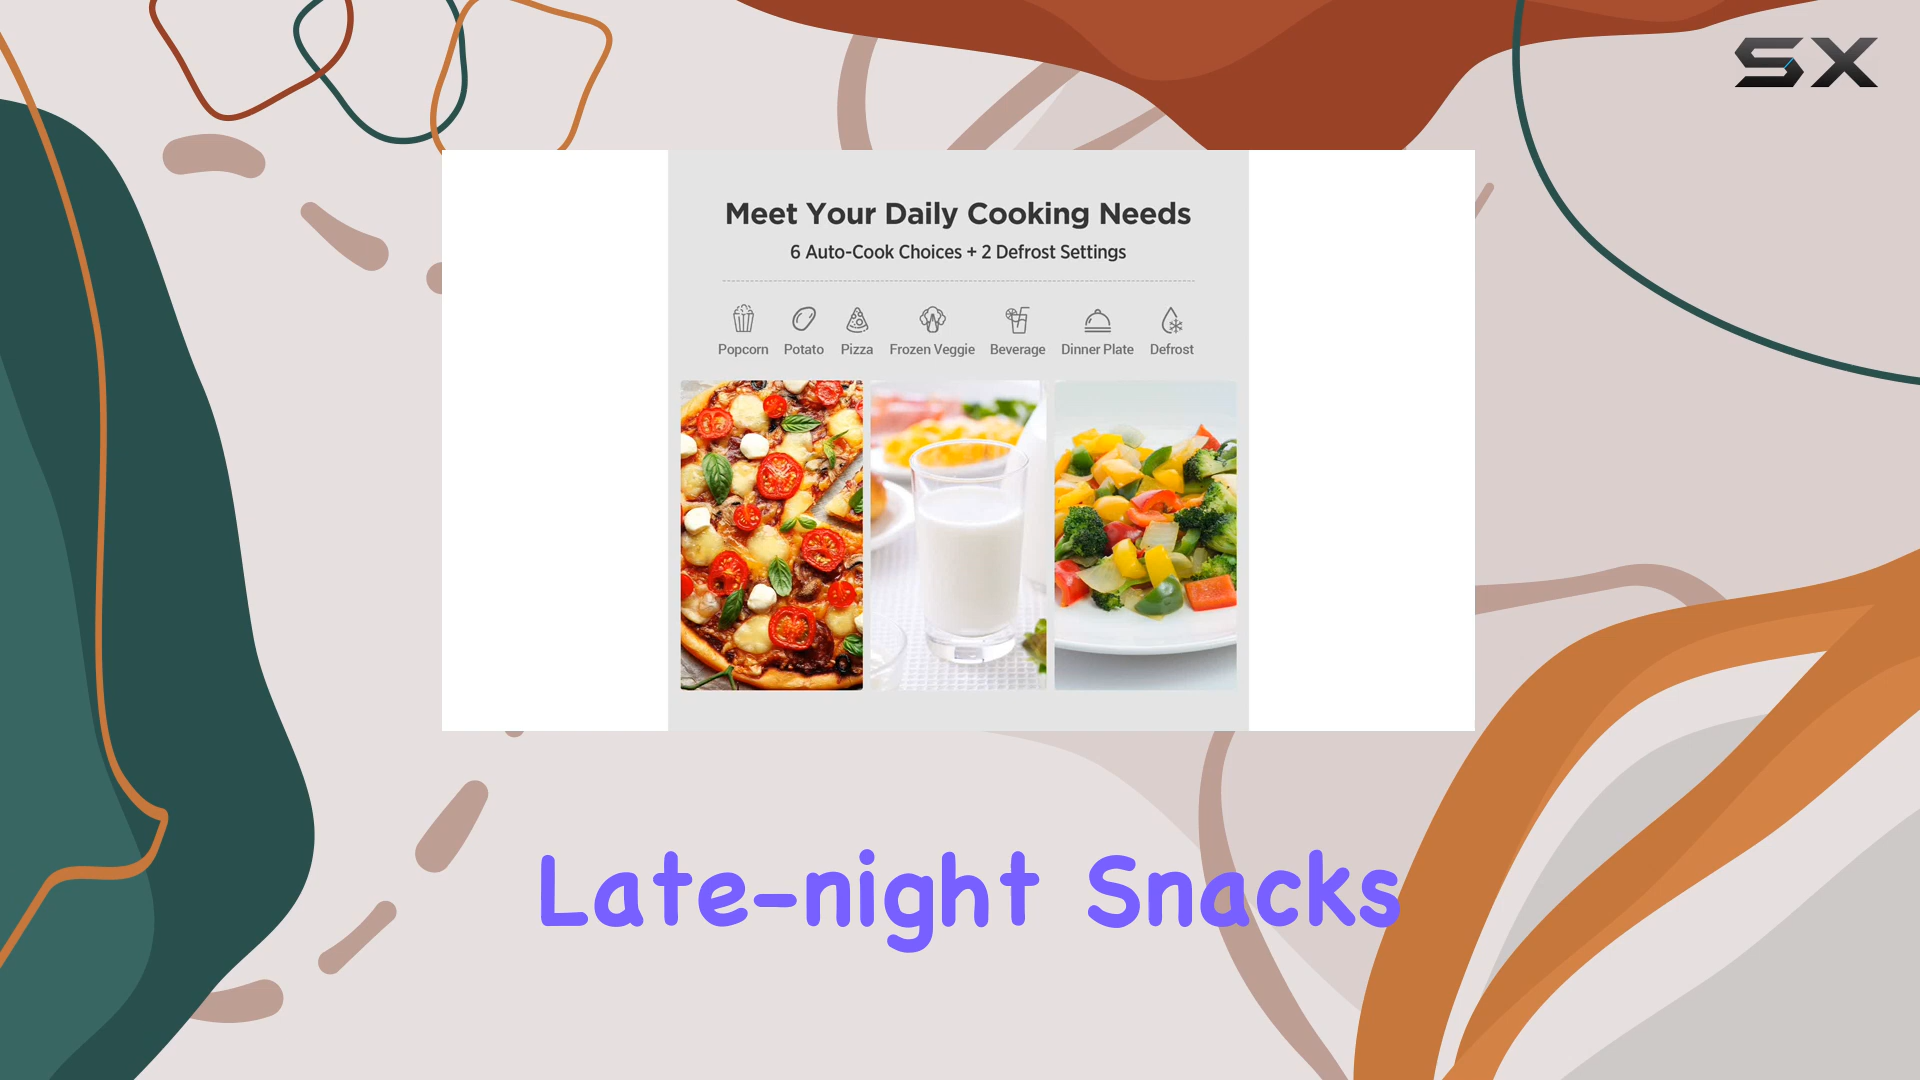 SX
Meet Your Daily Cooking Needs
6 Auto-Cook Choices + 2 Defrost Settings
Popcorn Potato Pizza Frozen Veggie Beverage Dinner Plate Defrost
Late-night Snacks